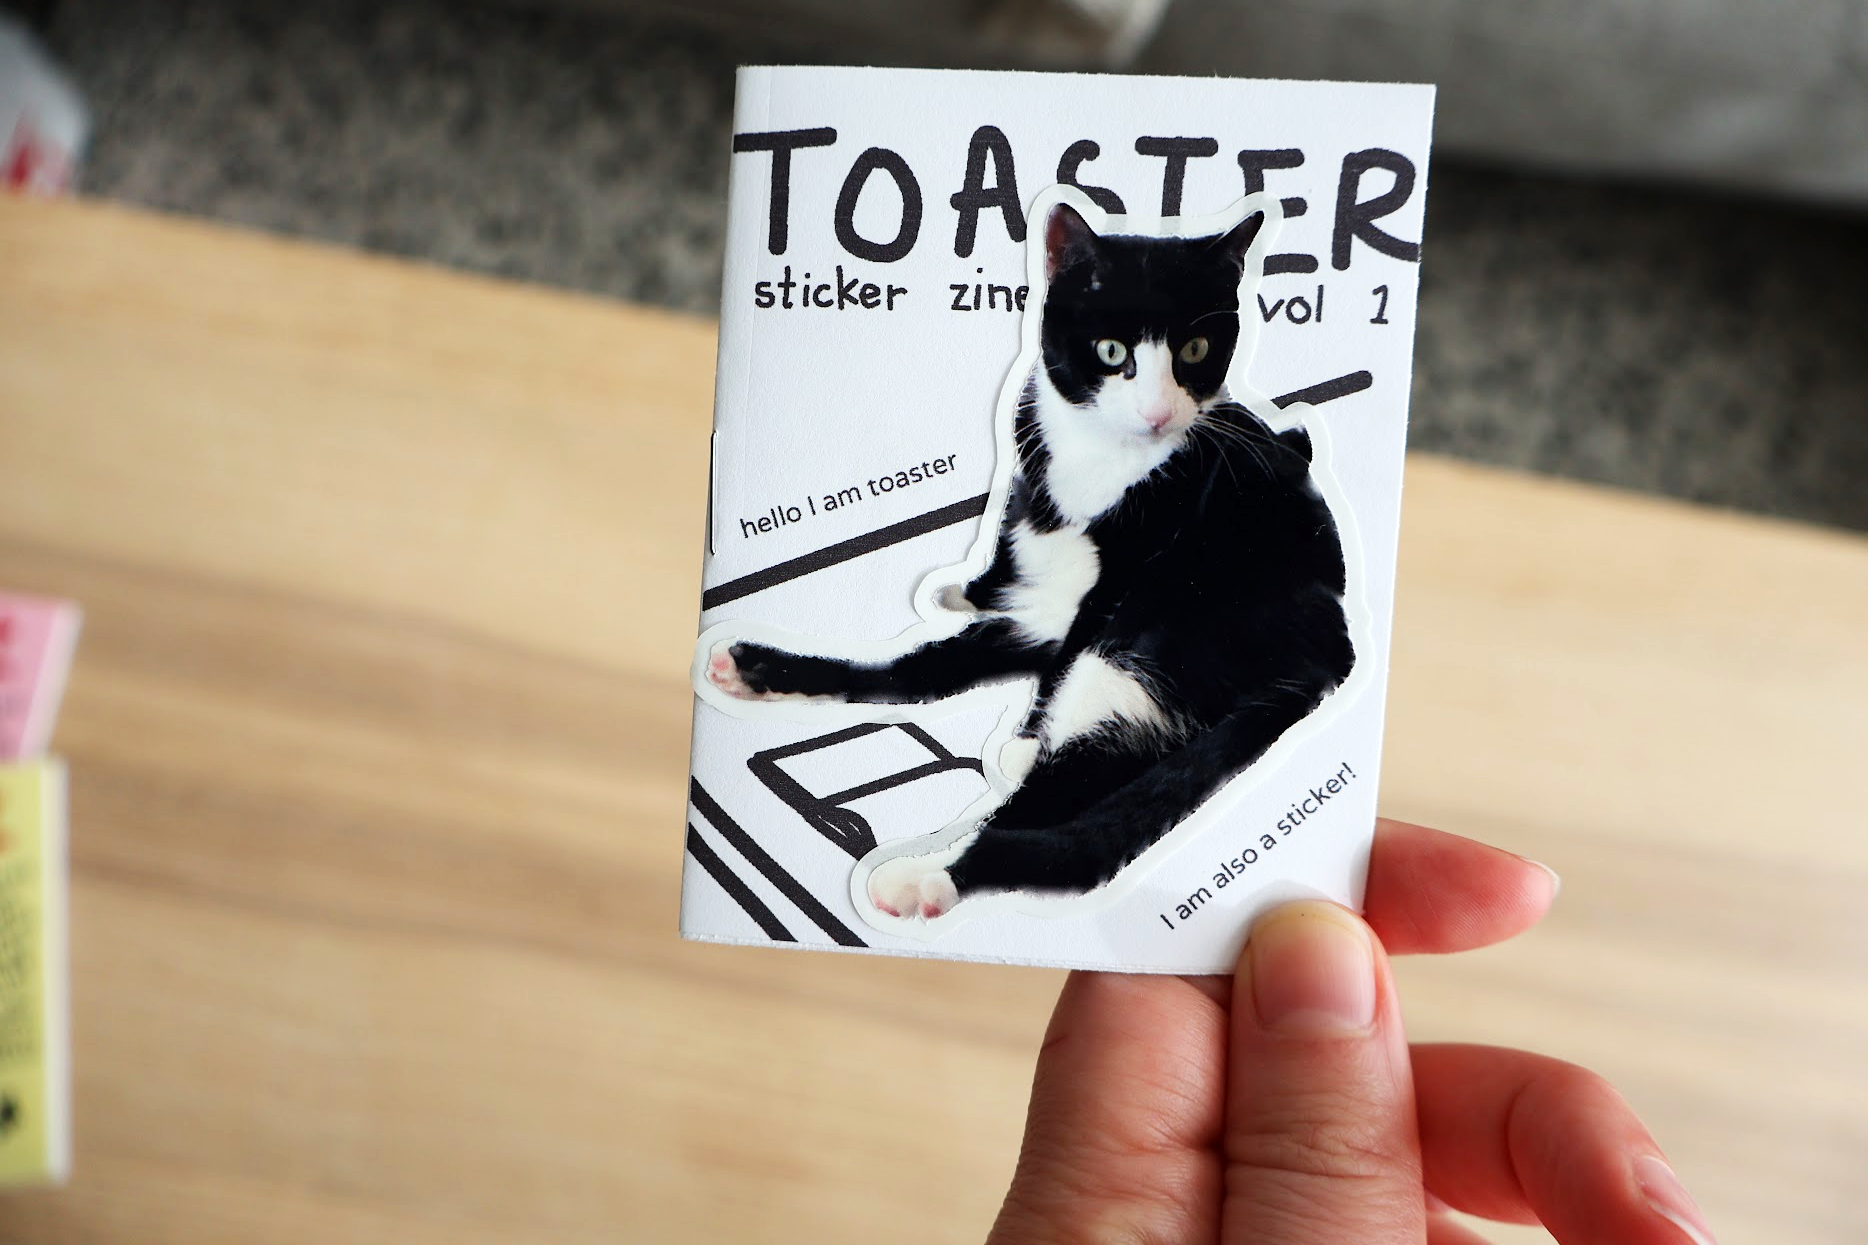 TOASTER
sticker zine vol 1
hello I am toaster
I am also a sticker!